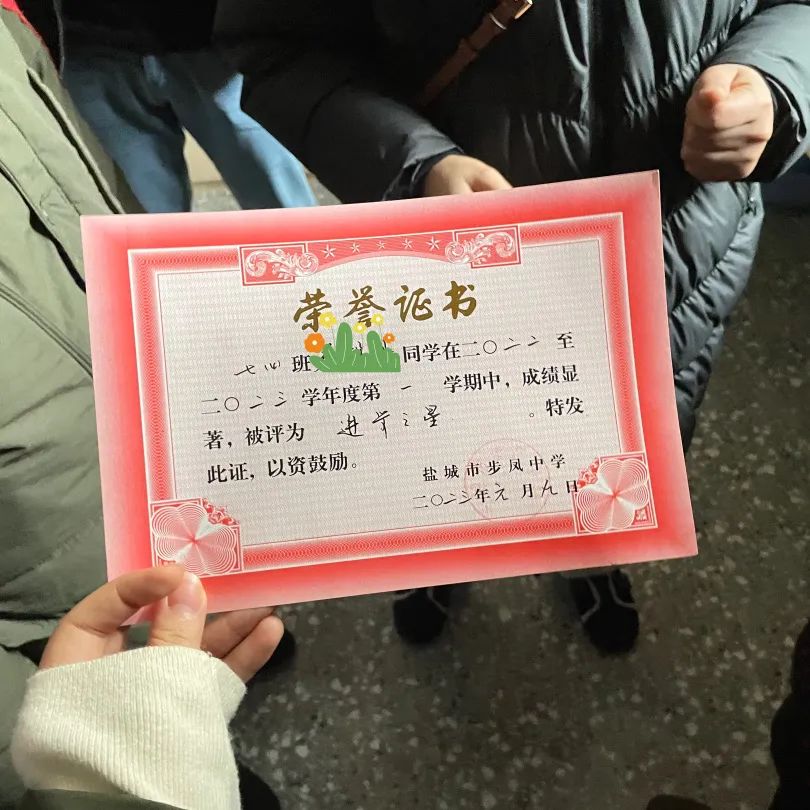 荣誉证书
七四 班 同学在二〇二二 至
二〇二三 学年度第 一 学期中，成绩显
著，被评为 进步之星 。特发
此证，以资鼓励。
盐城市步凤中学
二〇二三年元月九日